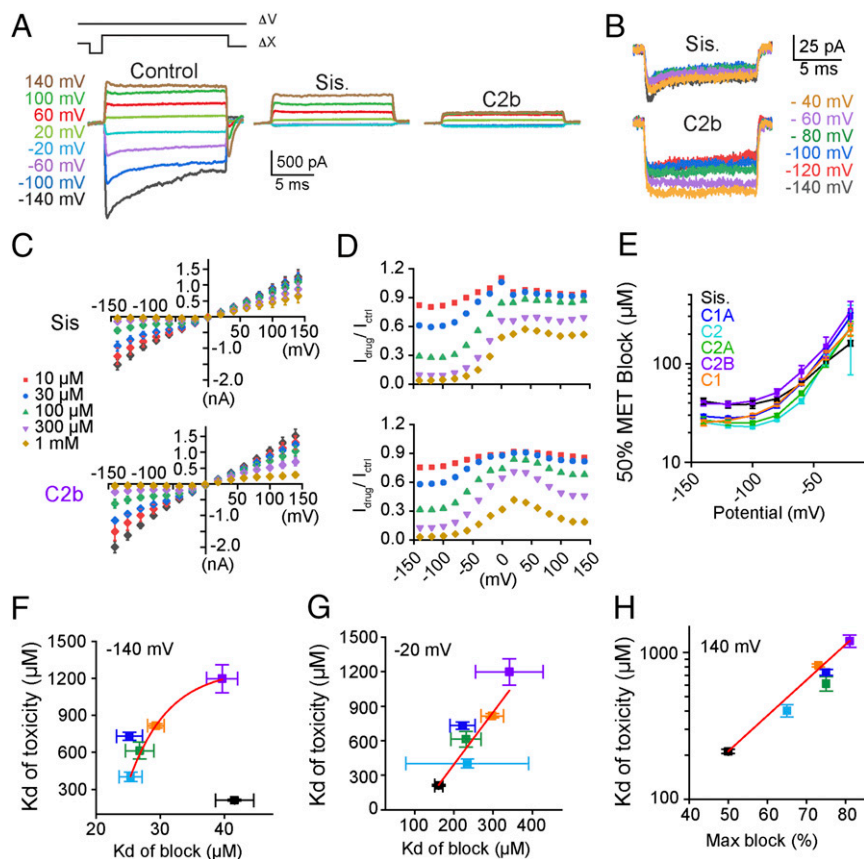 A
ΔV
ΔX
Control
Sis.
C2b
140 mV
100 mV
60 mV
20 mV
-20 mV
-60 mV
-100 mV
-140 mV
500 pA
5 ms
B
Sis.
25 pA
5 ms
C2b
- 40 mV
- 60 mV
- 80 mV
-100 mV
-120 mV
-140 mV
C
Sis
1.5
1.0
0.5
-150 -100
50 100 150
(mV)
-1.0
-2.0
(nA)
10 μM
30 μM
100 μM
300 μM
1 mM
C2b
1.5
1.0
0.5
-150 -100
50 100 150
(mV)
-1.0
-2.0
(nA)
D
Idrug/ Ictrl
1.2
0.9
0.6
0.3
0.0
Idrug/ Ictrl
1.2
0.9
0.6
0.3
0.0
-150 -100 -50 0 50 100 150
(mV)
E
50% MET Block (μM)
Sis.
C1A
C2
C2A
C2B
C1
100
10
-150 -100 -50
Potential (mV)
F
-140 mV
Kd of toxicity (μM)
1500
1200
900
600
300
20 30 40
Kd of block (μM)
G
-20 mV
Kd of toxicity (μM)
1500
1200
900
600
300
0
100 200 300 400
Kd of block (μM)
H
140 mV
Kd of toxicity (μM)
1000
100
50 60 70 80
Max block (%)